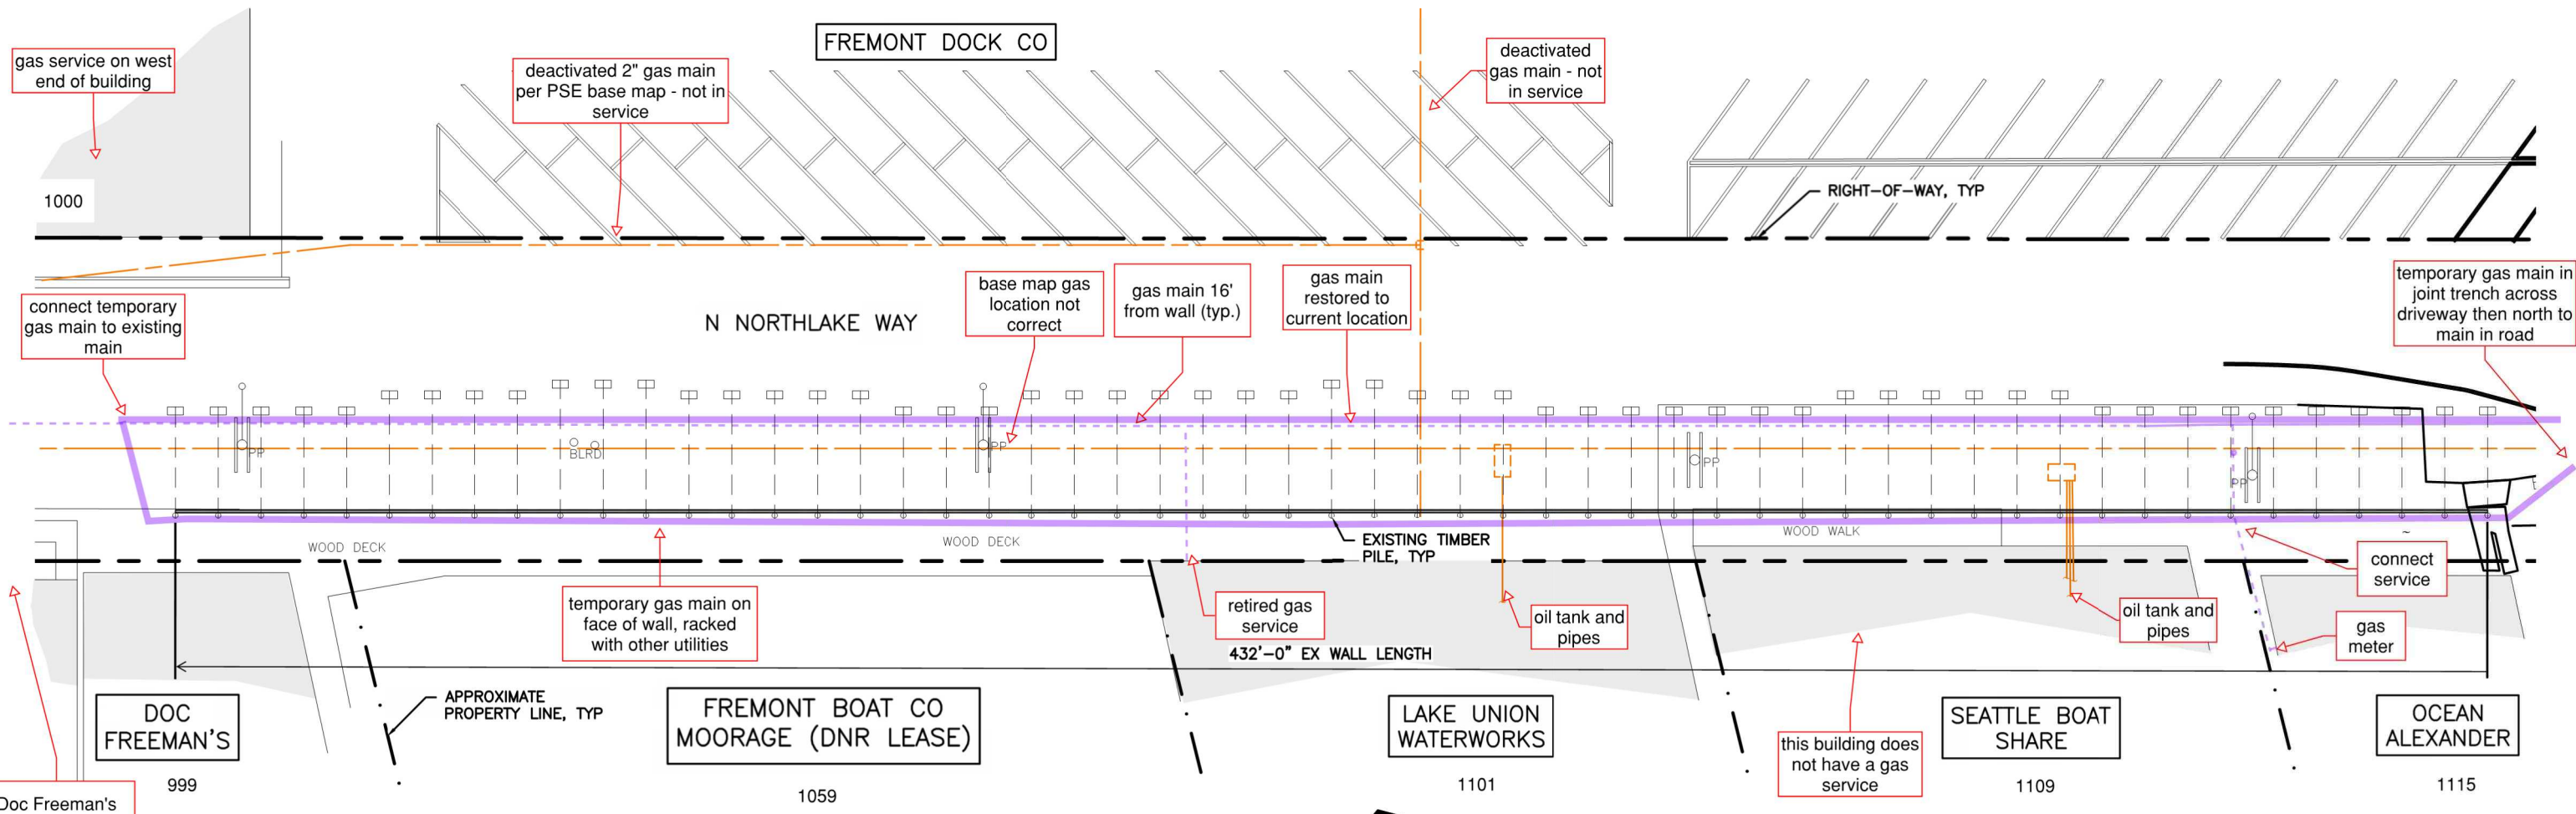 FREMONT DOCK CO
gas service on west
end of building
deactivated 2" gas main
per PSE base map - not in
service
deactivated
gas main - not
in service
1000
RIGHT-OF-WAY, TYP
connect temporary
gas main to existing
main
N NORTHLAKE WAY
base map gas
location not
correct
gas main 16'
from wall (typ.)
gas main
restored to
current location
temporary gas main in
joint trench across
driveway then north to
main in road
PP
BLRD
PP
PP
PP
WOOD DECK
WOOD DECK
EXISTING TIMBER
PILE, TYP
WOOD WALK
connect
service
temporary gas main on
face of wall, racked
with other utilities
retired gas
service
oil tank and
pipes
oil tank and
pipes
gas
meter
432'-0" EX WALL LENGTH
APPROXIMATE
PROPERTY LINE, TYP
DOC
FREEMAN'S
FREMONT BOAT CO
MOORAGE (DNR LEASE)
LAKE UNION
WATERWORKS
this building does
not have a gas
service
SEATTLE BOAT
SHARE
OCEAN
ALEXANDER
999
1059
1101
1109
1115
Doc Freeman's